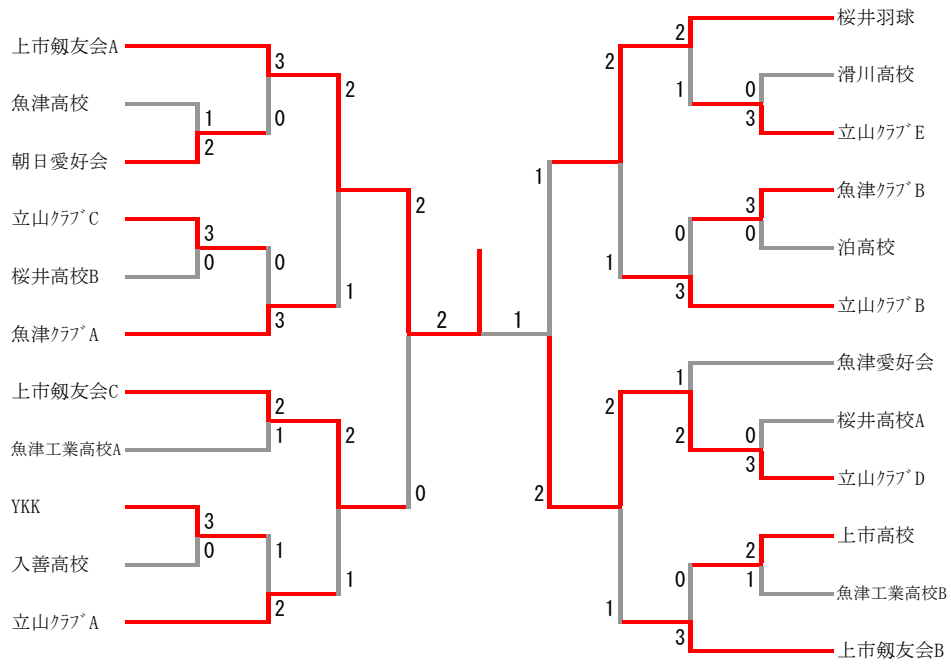 上市剱友会A
魚津高校
朝日愛好会
立山クラブC
桜井高校B
魚津クラブA
上市剱友会C
魚津工業高校A
YKK
入善高校
立山クラブA
3
1
2
0
2
3
0
0
3
1
2
2
1
2
3
0
1
2
1
0
2
1
桜井羽球
滑川高校
立山クラブE
魚津クラブB
泊高校
立山クラブB
魚津愛好会
桜井高校A
立山クラブD
上市高校
魚津工業高校B
上市剱友会B
2
1
0
3
2
1
3
0
0
3
1
1
2
0
3
2
2
1
0
3
2
1